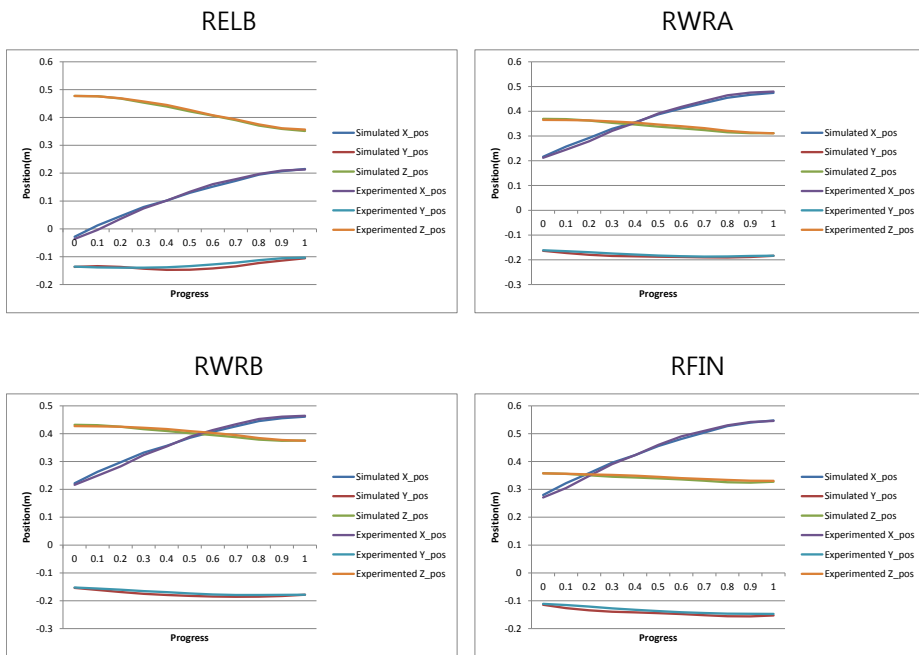 RELB
0.6
0.5
0.4
0.3
0.2
0.1
0
-0.1
-0.2
0 0.1 0.2 0.3 0.4 0.5 0.6 0.7 0.8 0.9 1
Position(m)
Progress
Simulated X_pos
Simulated Y_pos
Simulated Z_pos
Experimented X_pos
Experimented Y_pos
Experimented Z_pos
RWRA
0.6
0.5
0.4
0.3
0.2
0.1
0
-0.1
-0.2
-0.3
0 0.1 0.2 0.3 0.4 0.5 0.6 0.7 0.8 0.9 1
Position(m)
Progress
Simulated X_pos
Simulated Y_pos
Simulated Z_pos
Experimented X_pos
Experimented Y_pos
Experimented Z_pos
RWRB
0.5
0.4
0.3
0.2
0.1
0
-0.1
-0.2
-0.3
0 0.1 0.2 0.3 0.4 0.5 0.6 0.7 0.8 0.9 1
Position(m)
Progress
Simulated X_pos
Simulated Y_pos
Simulated Z_pos
Experimented X_pos
Experimented Y_pos
Experimented Z_pos
RFIN
0.6
0.5
0.4
0.3
0.2
0.1
0
-0.1
-0.2
0 0.1 0.2 0.3 0.4 0.5 0.6 0.7 0.8 0.9 1
Position(m)
Progress
Simulated X_pos
Simulated Y_pos
Simulated Z_pos
Experimented X_pos
Experimented Y_pos
Experimented Z_pos